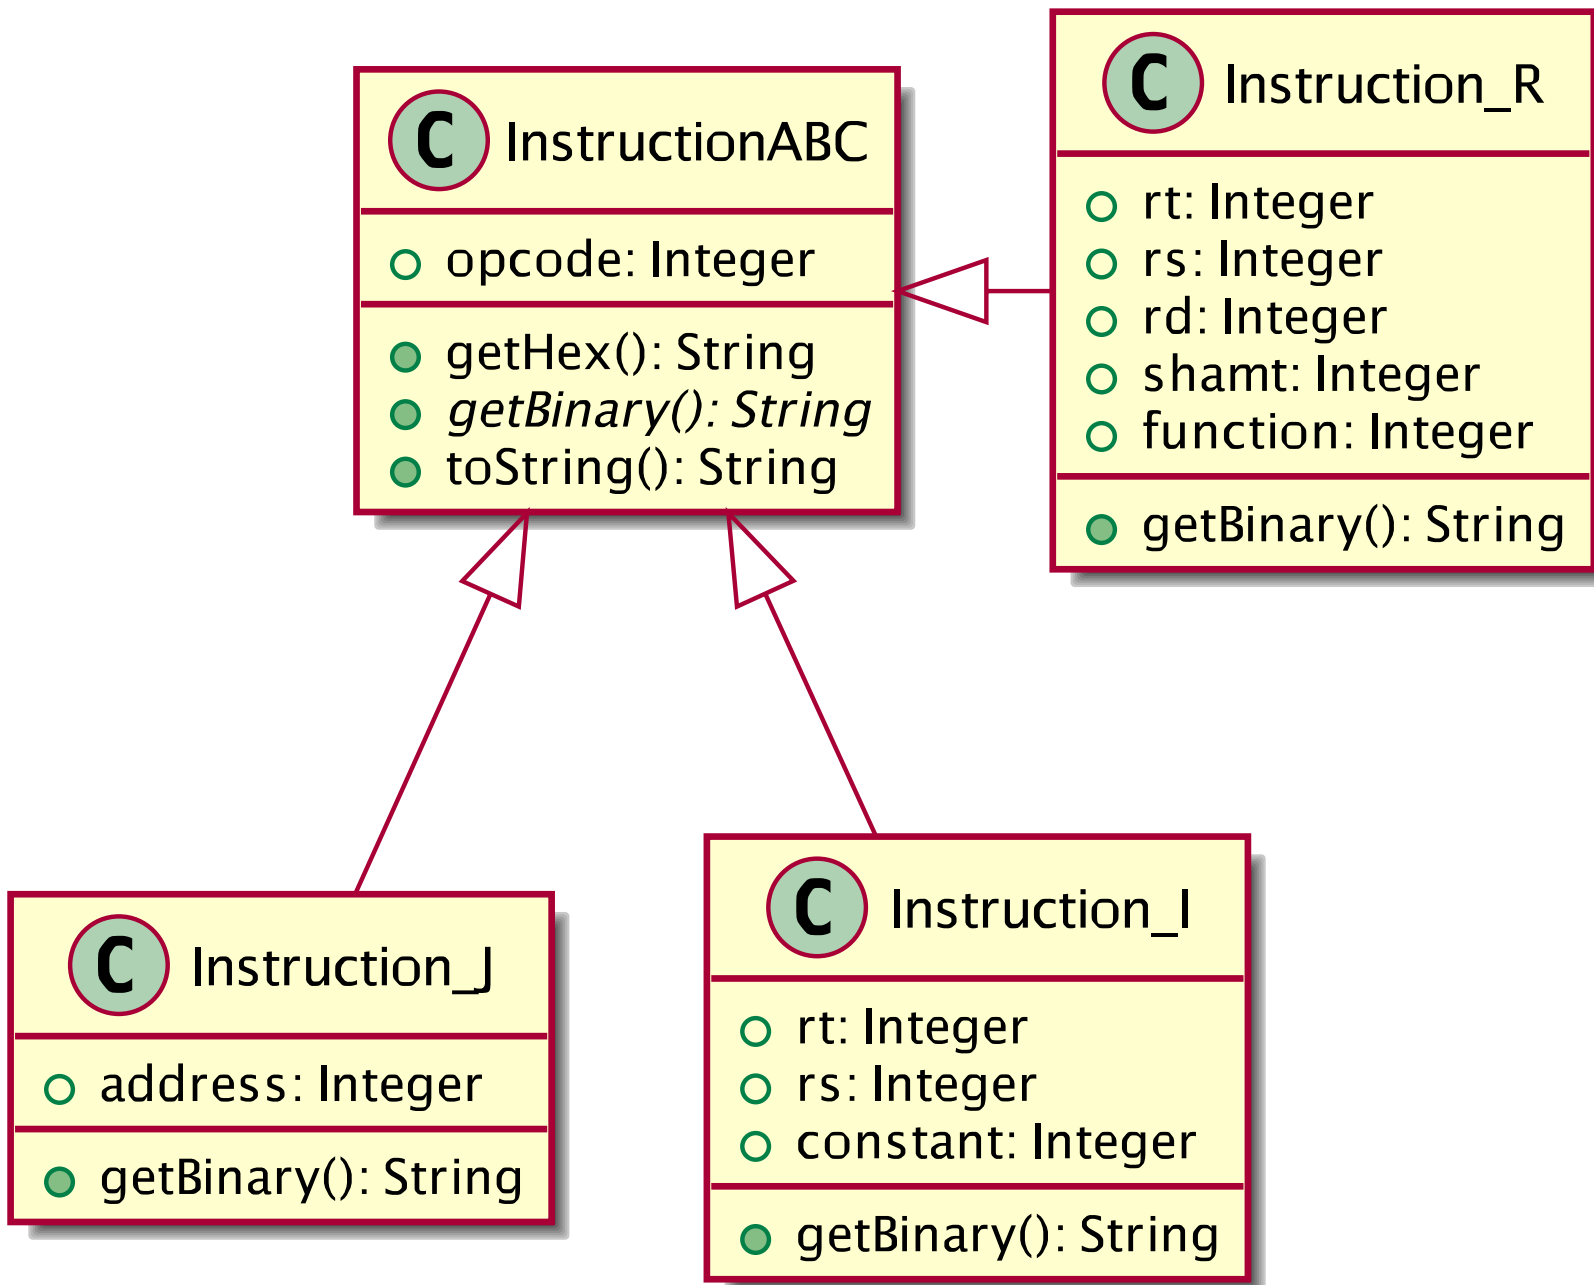 C InstructionABC
opcode: Integer
getHex(): String
getBinary(): String
toString(): String
C Instruction_R
rt: Integer
rs: Integer
rd: Integer
shamt: Integer
function: Integer
getBinary(): String
C Instruction_J
address: Integer
getBinary(): String
C Instruction_I
rt: Integer
rs: Integer
constant: Integer
getBinary(): String